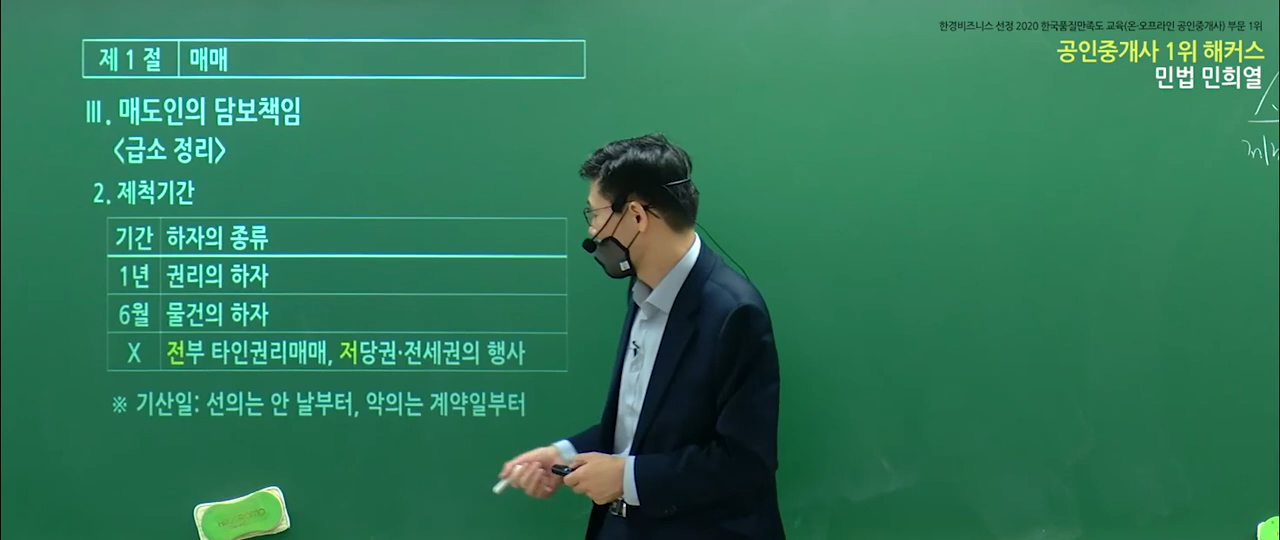 한경비즈니스 선정 2020 한국품질만족도 교육(온·오프라인 공인중개사) 부문 1위
공인중개사 1위 해커스
민법 민희열
제 1 절 매매
Ⅲ. 매도인의 담보책임
<급소 정리>
2. 제척기간
기간 하자의 종류
1년 권리의 하자
6월 물건의 하자
X 전부 타인권리매매, 저당권·전세권의 행사
※ 기산일: 선의는 안 날부터, 악의는 계약일부터